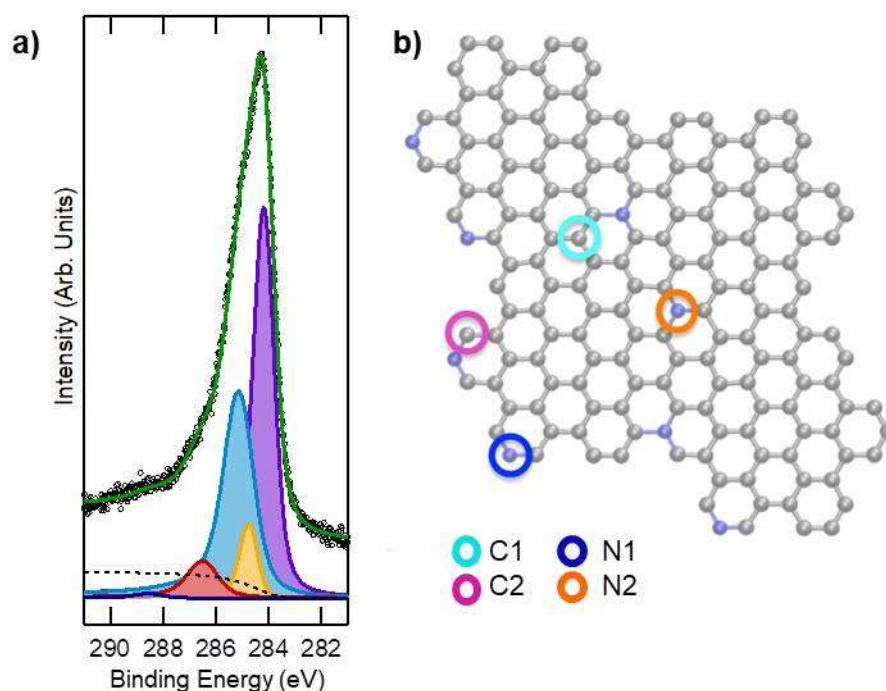 a)
b)
Intensity (Arb. Units)
290 288 286 284 282
Binding Energy (eV)
C1 N1
C2 N2